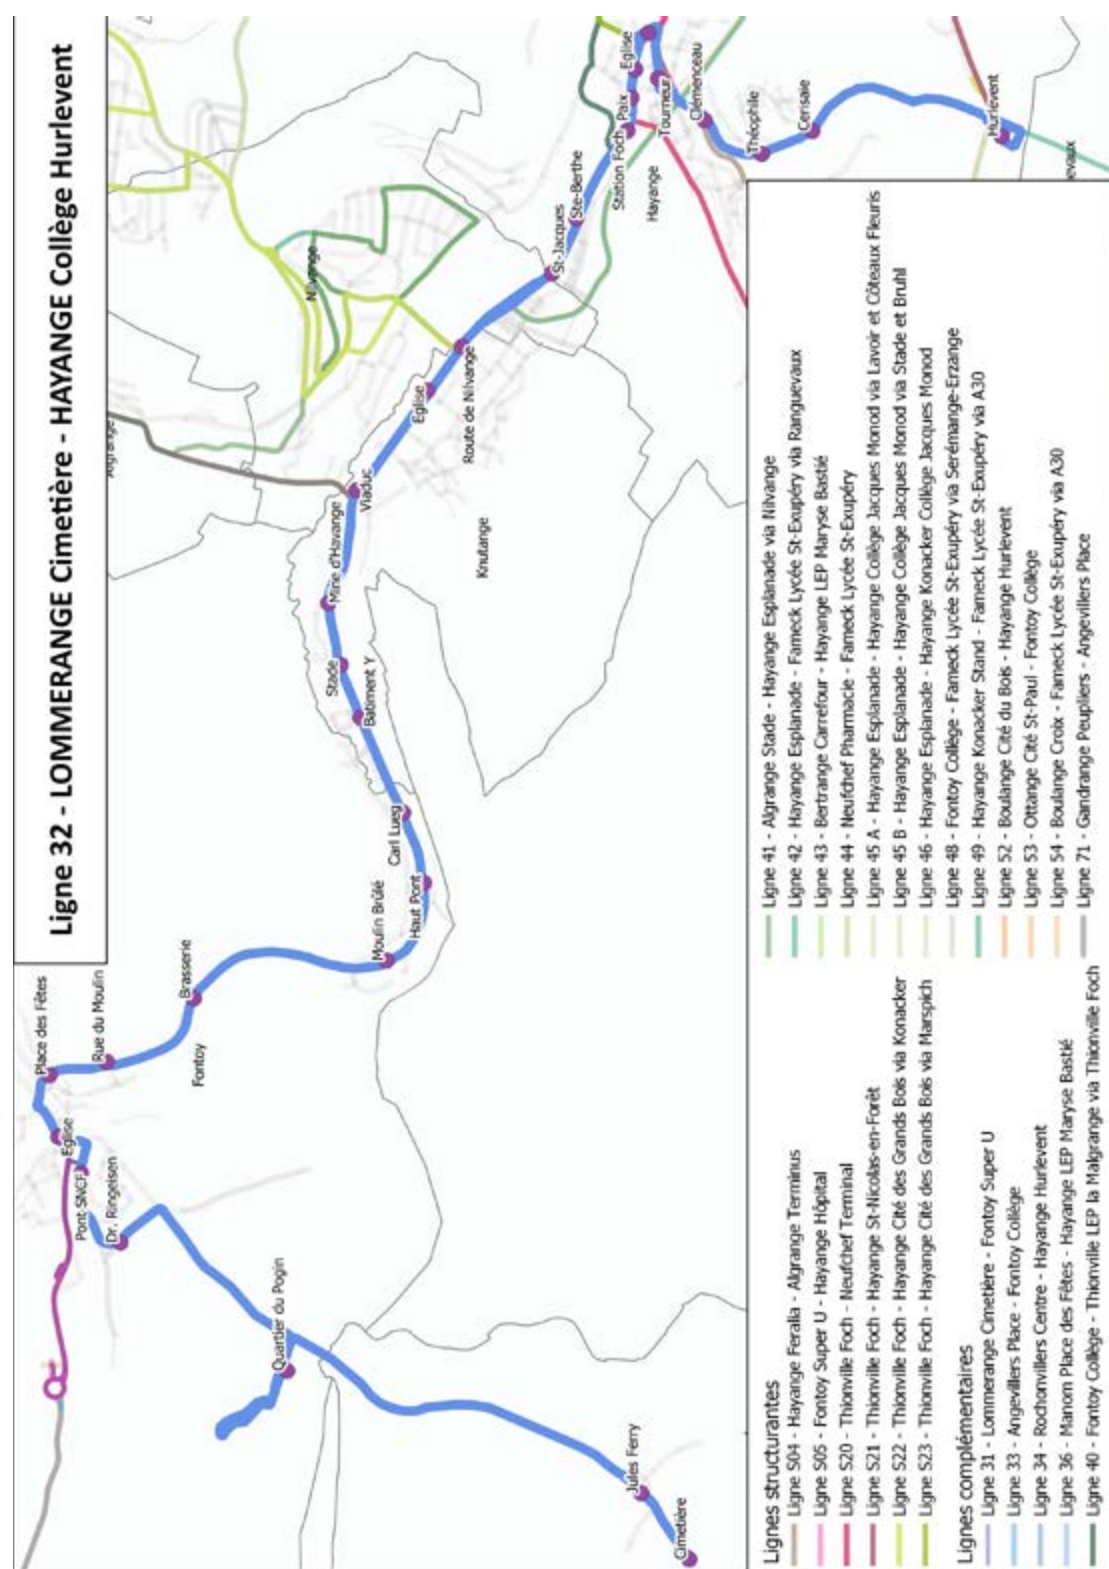 Ligne 32 - LOMMERANGE Cimetière - HAYANGE Collège Hurlevent
Cimetière
Jules Ferry
Quartier du Pogin
Dr. Ringeisen
Pont SNCF
Eglise
Place des Fêtes
Rue du Moulin
Brasserie
Fontoy
Moulin Brûlé
Haut Pont
Carl Lueg
Batiment Y
Stade
Mine d'Havange
Viaduc
Knutange
Eglise
Route de Nilvange
Nilvange
St-Jacques
Ste-Berthe
Station Foch
Hayange
Paix
Eglise
Tourneur
Clémenceau
Théophile
Cerisaie
Hurlevent
evaux
Lignes structurantes
Ligne S04 - Hayange Feralia - Algrange Terminus
Ligne S05 - Fontoy Super U - Hayange Hôpital
Ligne S20 - Thionville Foch - Neufchef Terminal
Ligne S21 - Thionville Foch - Hayange St-Nicolas-en-Forêt
Ligne S22 - Thionville Foch - Hayange Cité des Grands Bois via Konacker
Ligne S23 - Thionville Foch - Hayange Cité des Grands Bois via Marspich
Lignes complémentaires
Ligne 31 - Lommerange Cimetière - Fontoy Super U
Ligne 33 - Angevillers Place - Fontoy Collège
Ligne 34 - Rochonvillers Centre - Hayange Hurlevent
Ligne 36 - Manom Place des Fêtes - Hayange LEP Maryse Bastié
Ligne 40 - Fontoy Collège - Thionville LEP la Malgrange via Thionville Foch
Ligne 41 - Algrange Stade - Hayange Esplanade via Nilvange
Ligne 42 - Hayange Esplanade - Fameck Lycée St-Exupéry via Ranguevaux
Ligne 43 - Bertrange Carrefour - Hayange LEP Maryse Bastié
Ligne 44 - Neufchef Pharmacie - Fameck Lycée St-Exupéry
Ligne 45 A - Hayange Esplanade - Hayange Collège Jacques Monod via Lavoir et Côteaux Fleuris
Ligne 45 B - Hayange Esplanade - Hayange Collège Jacques Monod via Stade et Bruhl
Ligne 46 - Hayange Esplanade - Hayange Konacker Collège Jacques Monod
Ligne 48 - Fontoy Collège - Fameck Lycée St-Exupéry via Serémange-Erzange
Ligne 49 - Hayange Konacker Stand - Fameck Lycée St-Exupéry via A30
Ligne 52 - Boulange Cité du Bois - Hayange Hurlevent
Ligne 53 - Ottange Cité St-Paul - Fontoy Collège
Ligne 54 - Boulange Croix - Fameck Lycée St-Exupéry via A30
Ligne 71 - Gandrange Peupliers - Angevillers Place